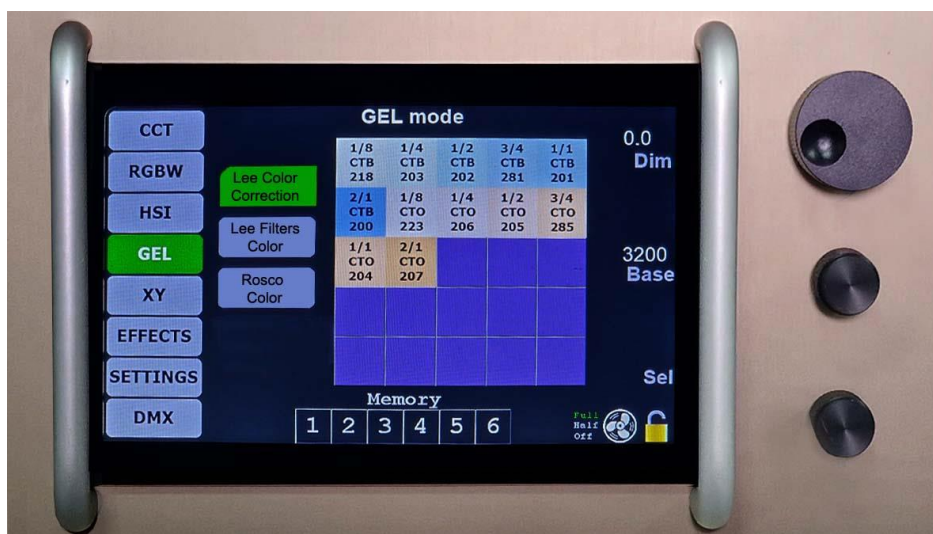 GEL mode
CCT
RGBW
HSI
GEL
XY
EFFECTS
SETTINGS
DMX
Lee Color
Correction
Lee Filters
Color
Rosco
Color
1/8 1/4 1/2 3/4 1/1
CTB CTB CTB CTB CTB
218 203 202 281 201
2/1 1/8 1/4 1/2 3/4
CTB CTO CTO CTO CTO
200 223 206 205 285
1/1 2/1
CTO CTO
204 207
0.0
Dim
3200
Base
Sel
Memory
1 2 3 4 5 6
Full
Half
Off